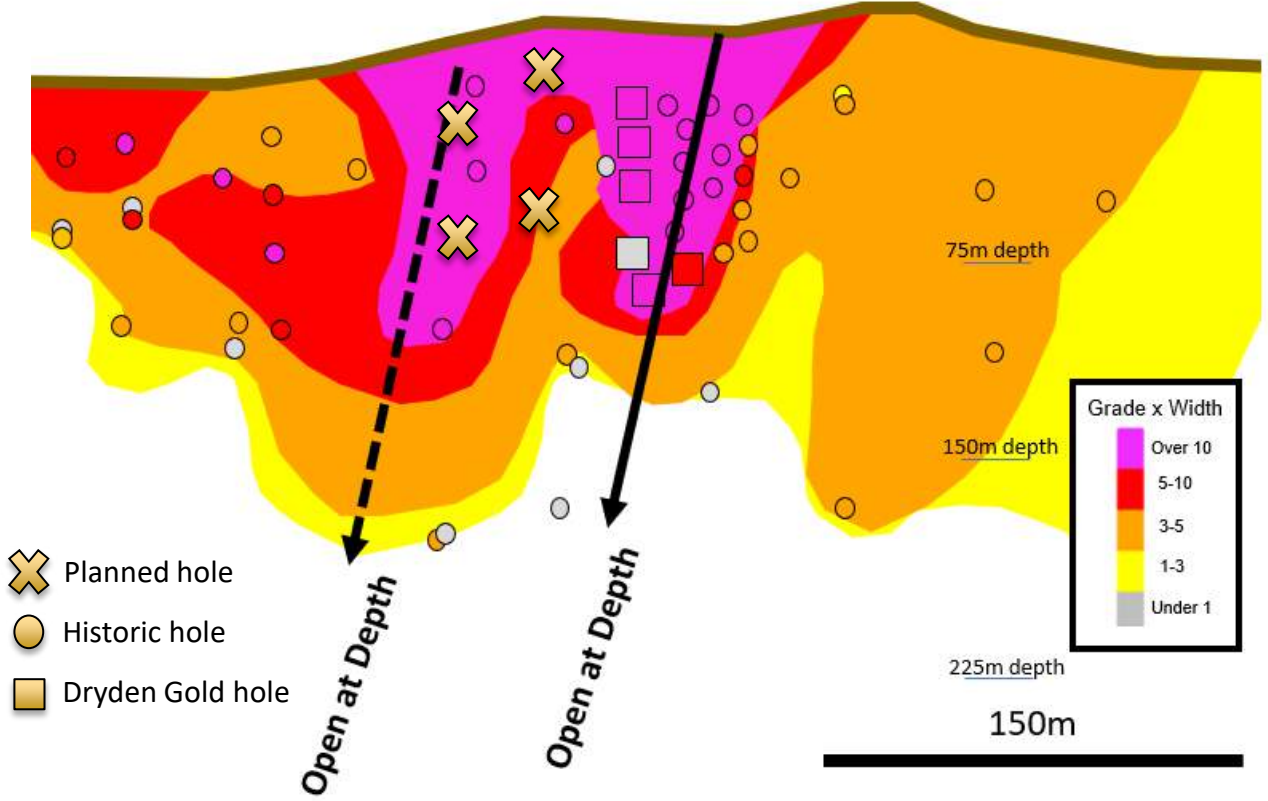 75m depth
Grade x Width
Over 10
5-10
3-5
1-3
Under 1
150m depth
225m depth
150m
Planned hole
Historic hole
Dryden Gold hole
Open at Depth
Open at Depth